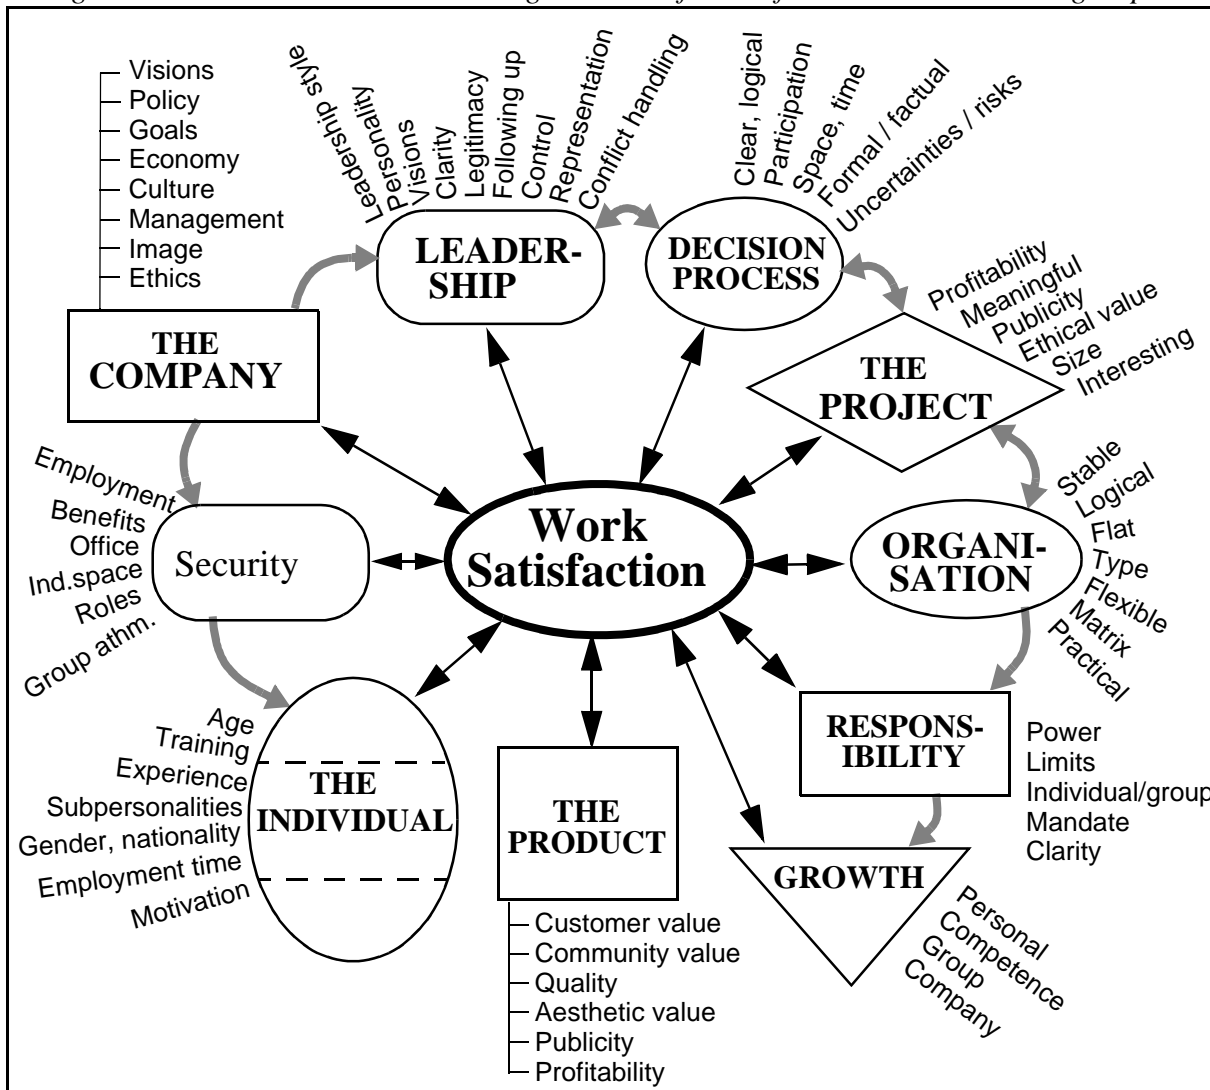 Visions
Policy
Goals
Economy
Culture
Management
Image
Ethics
THE
COMPANY
Leadership style
Personality
Visions
Clarity
Legitimacy
Following up
Control
Representation
Conflict handling
LEADER-
SHIP
Clear, logical
Participation
Space, time
Formal / factual
Uncertainties / risks
DECISION
PROCESS
Profitability
Meaningful
Publicity
Ethical value
Size
Interesting
THE
PROJECT
Employment
Benefits
Office
Ind.space
Roles
Group athm.
Security
Work
Satisfaction
ORGANI-
SATION
Stable
Logical
Flat
Type
Flexible
Matrix
Practical
Age
Training
Experience
Subpersonalities
Gender, nationality
Employment time
Motivation
THE
INDIVIDUAL
THE
PRODUCT
Customer value
Community value
Quality
Aesthetic value
Publicity
Profitability
RESPONS-
IBILITY
Power
Limits
Individual/group
Mandate
Clarity
GROWTH
Personal
Competence
Group
Company